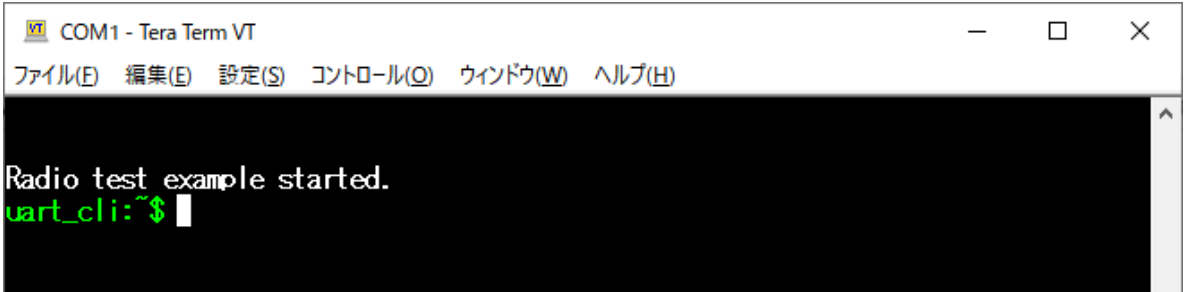 VT COM1 - Tera Term VT
ファイル(F) 編集(E) 設定(S) コントロール(O) ウィンドウ(W) ヘルプ(H)
Radio test example started.
uart_cli:~$